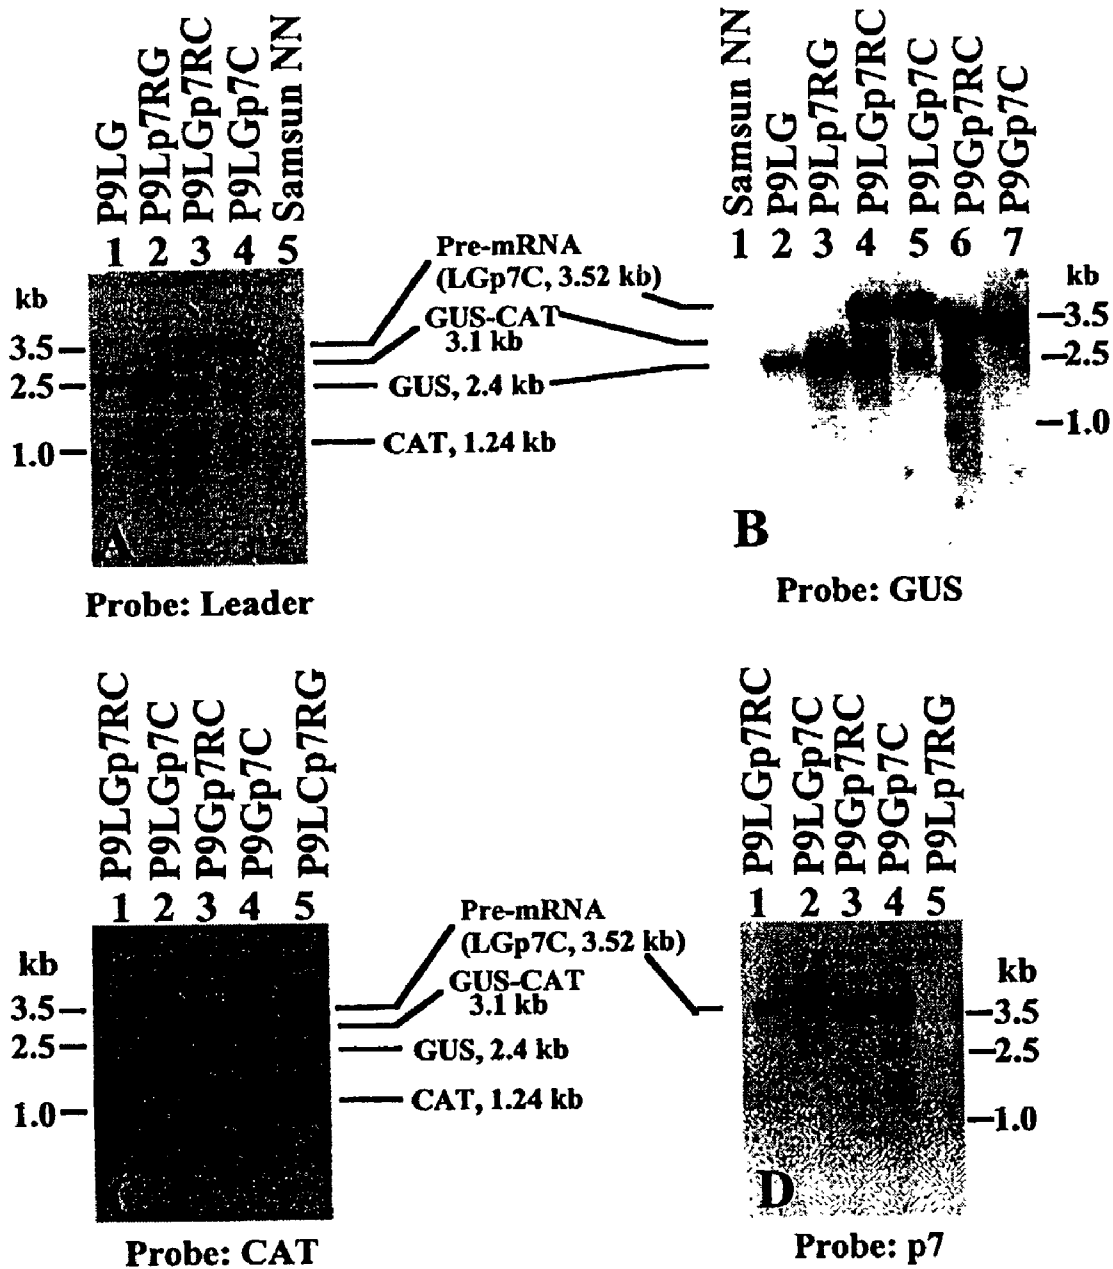 P9LG
P9Lp7RG
P9LGp7RC
P9LGp7C
Samsun NN
1 2 3 4 5
kb
3.5
2.5
1.0
A
Probe: Leader
Pre-mRNA
(LGp7C, 3.52 kb)
GUS-CAT
3.1 kb
GUS, 2.4 kb
CAT, 1.24 kb
Samsun NN
P9LG
P9Lp7RG
P9LGp7RC
P9LGp7C
P9Gp7RC
P9Gp7C
1 2 3 4 5 6 7
kb
3.5
2.5
1.0
B
Probe: GUS
P9LGp7RC
P9LGp7C
P9Gp7RC
P9Gp7C
P9LCp7RG
1 2 3 4 5
kb
3.5
2.5
1.0
C
Probe: CAT
Pre-mRNA
(LGp7C, 3.52 kb)
GUS-CAT
3.1 kb
GUS, 2.4 kb
CAT, 1.24 kb
P9LGp7RC
P9LGp7C
P9Gp7RC
P9Gp7C
P9Lp7RG
1 2 3 4 5
kb
3.5
2.5
1.0
D
Probe: p7